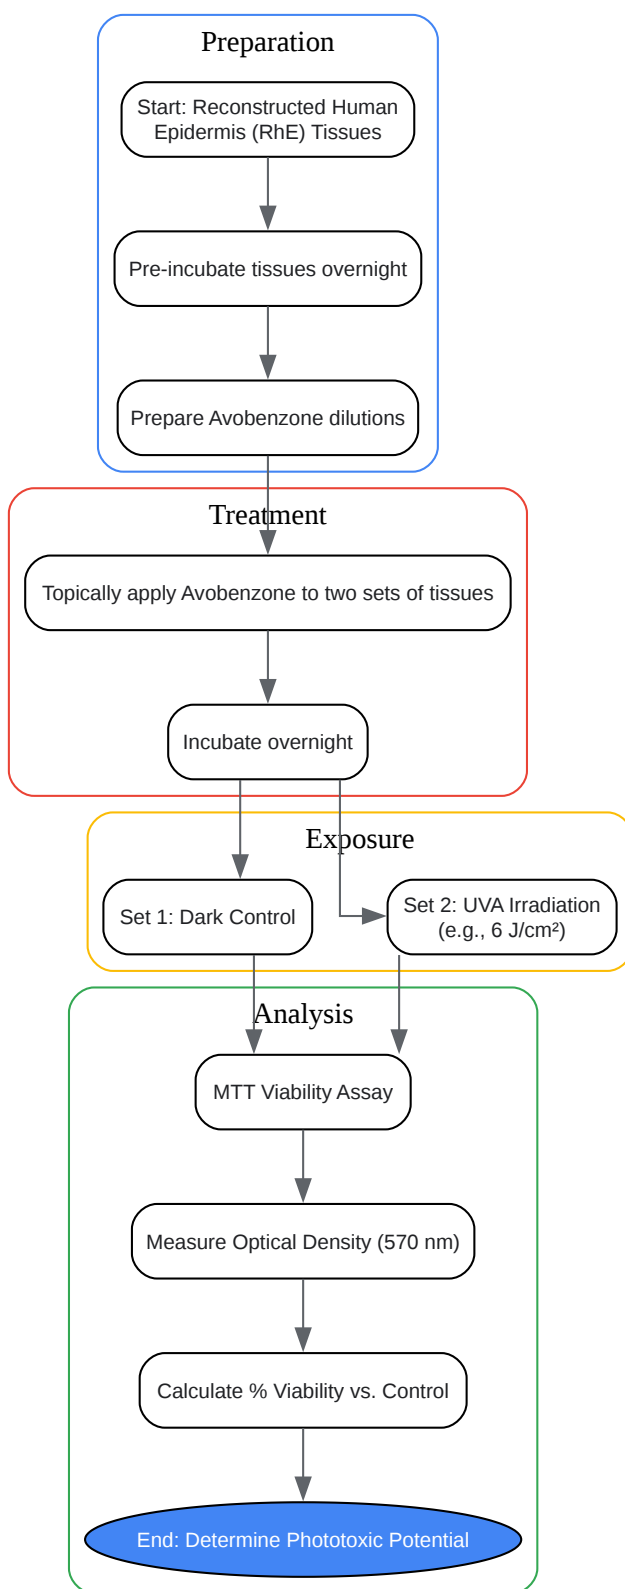 Preparation
Start: Reconstructed Human
Epidermis (RhE) Tissues
Pre-incubate tissues overnight
Prepare Avobenzone dilutions
Treatment
Topically apply Avobenzone to two sets of tissues
Incubate overnight
Exposure
Set 1: Dark Control
Set 2: UVA Irradiation
(e.g., 6 J/cm²)
Analysis
MTT Viability Assay
Measure Optical Density (570 nm)
Calculate % Viability vs. Control
End: Determine Phototoxic Potential